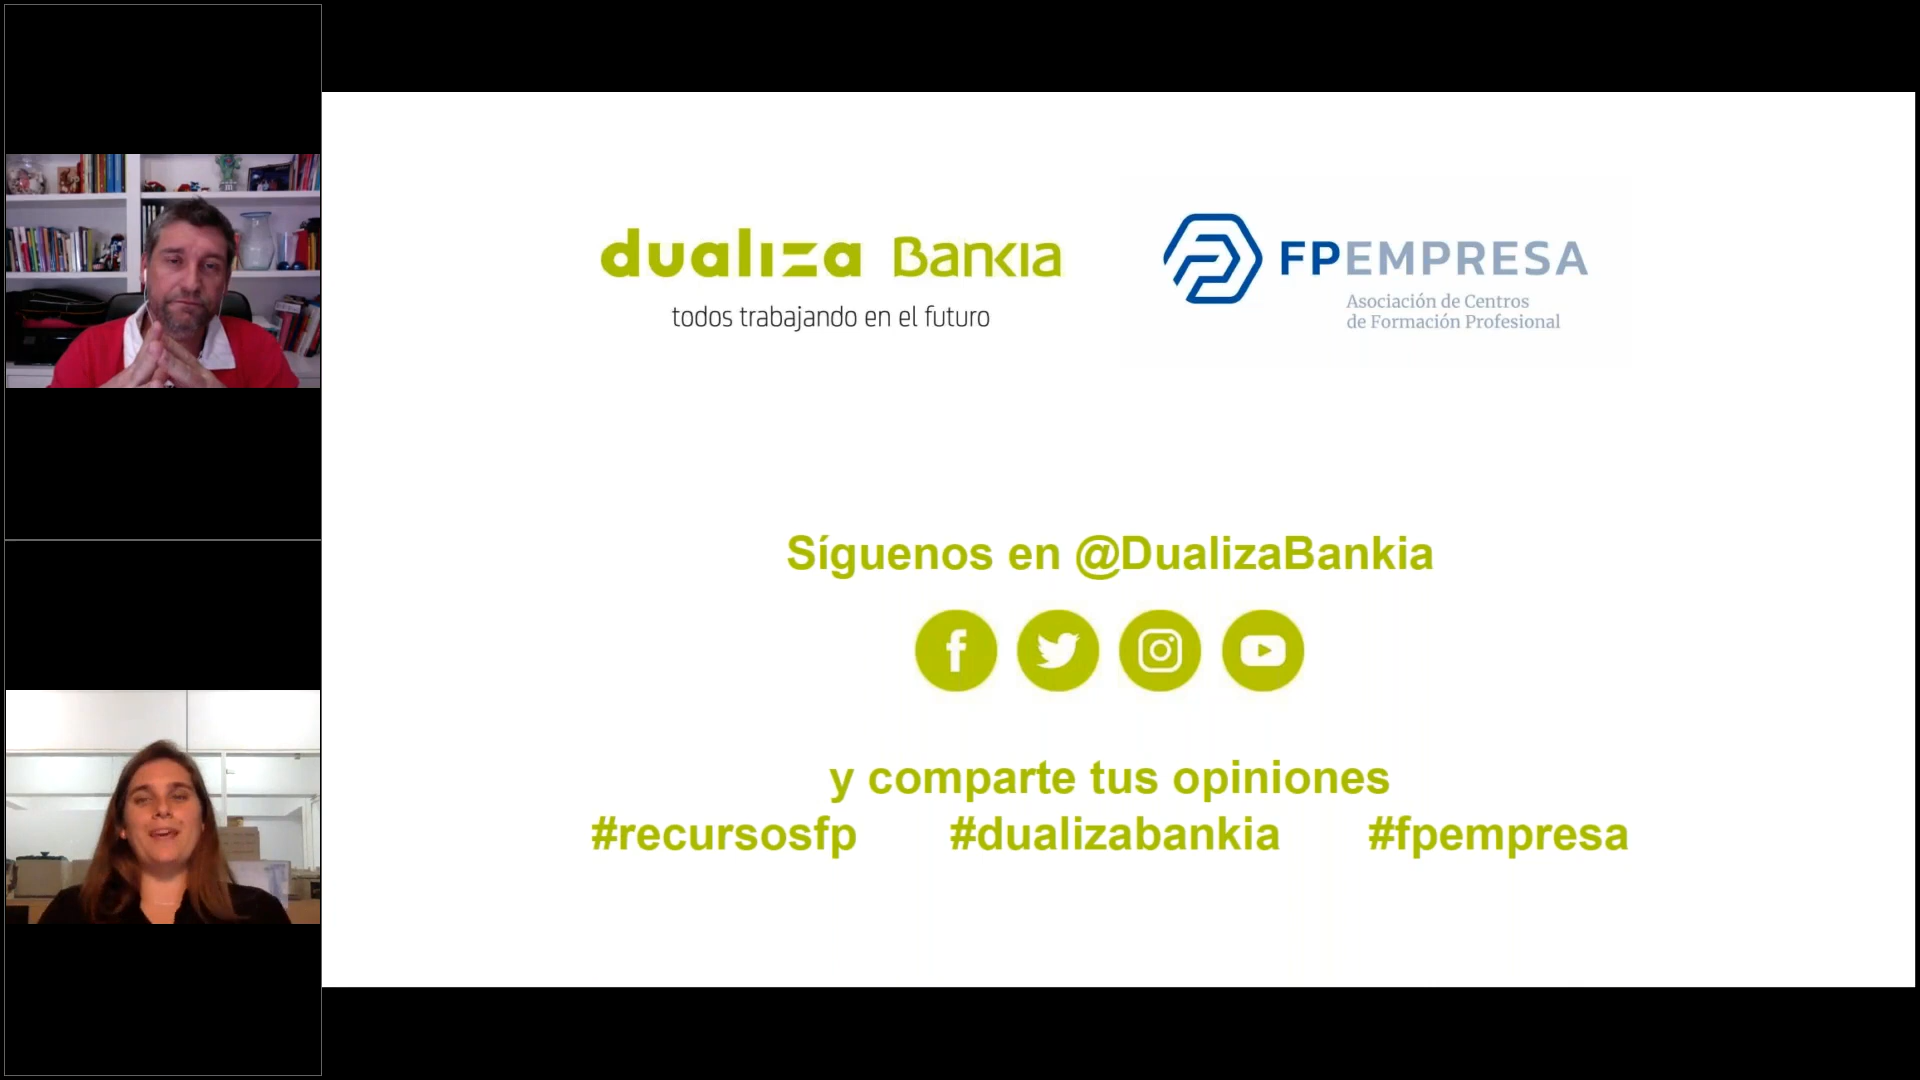 dualiza Bankia
todos trabajando en el futuro
FPEMPRESA
Asociación de Centros
de Formación Profesional
Síguenos en @DualizaBankia
y comparte tus opiniones
#recursosfp #dualizabankia #fpempresa